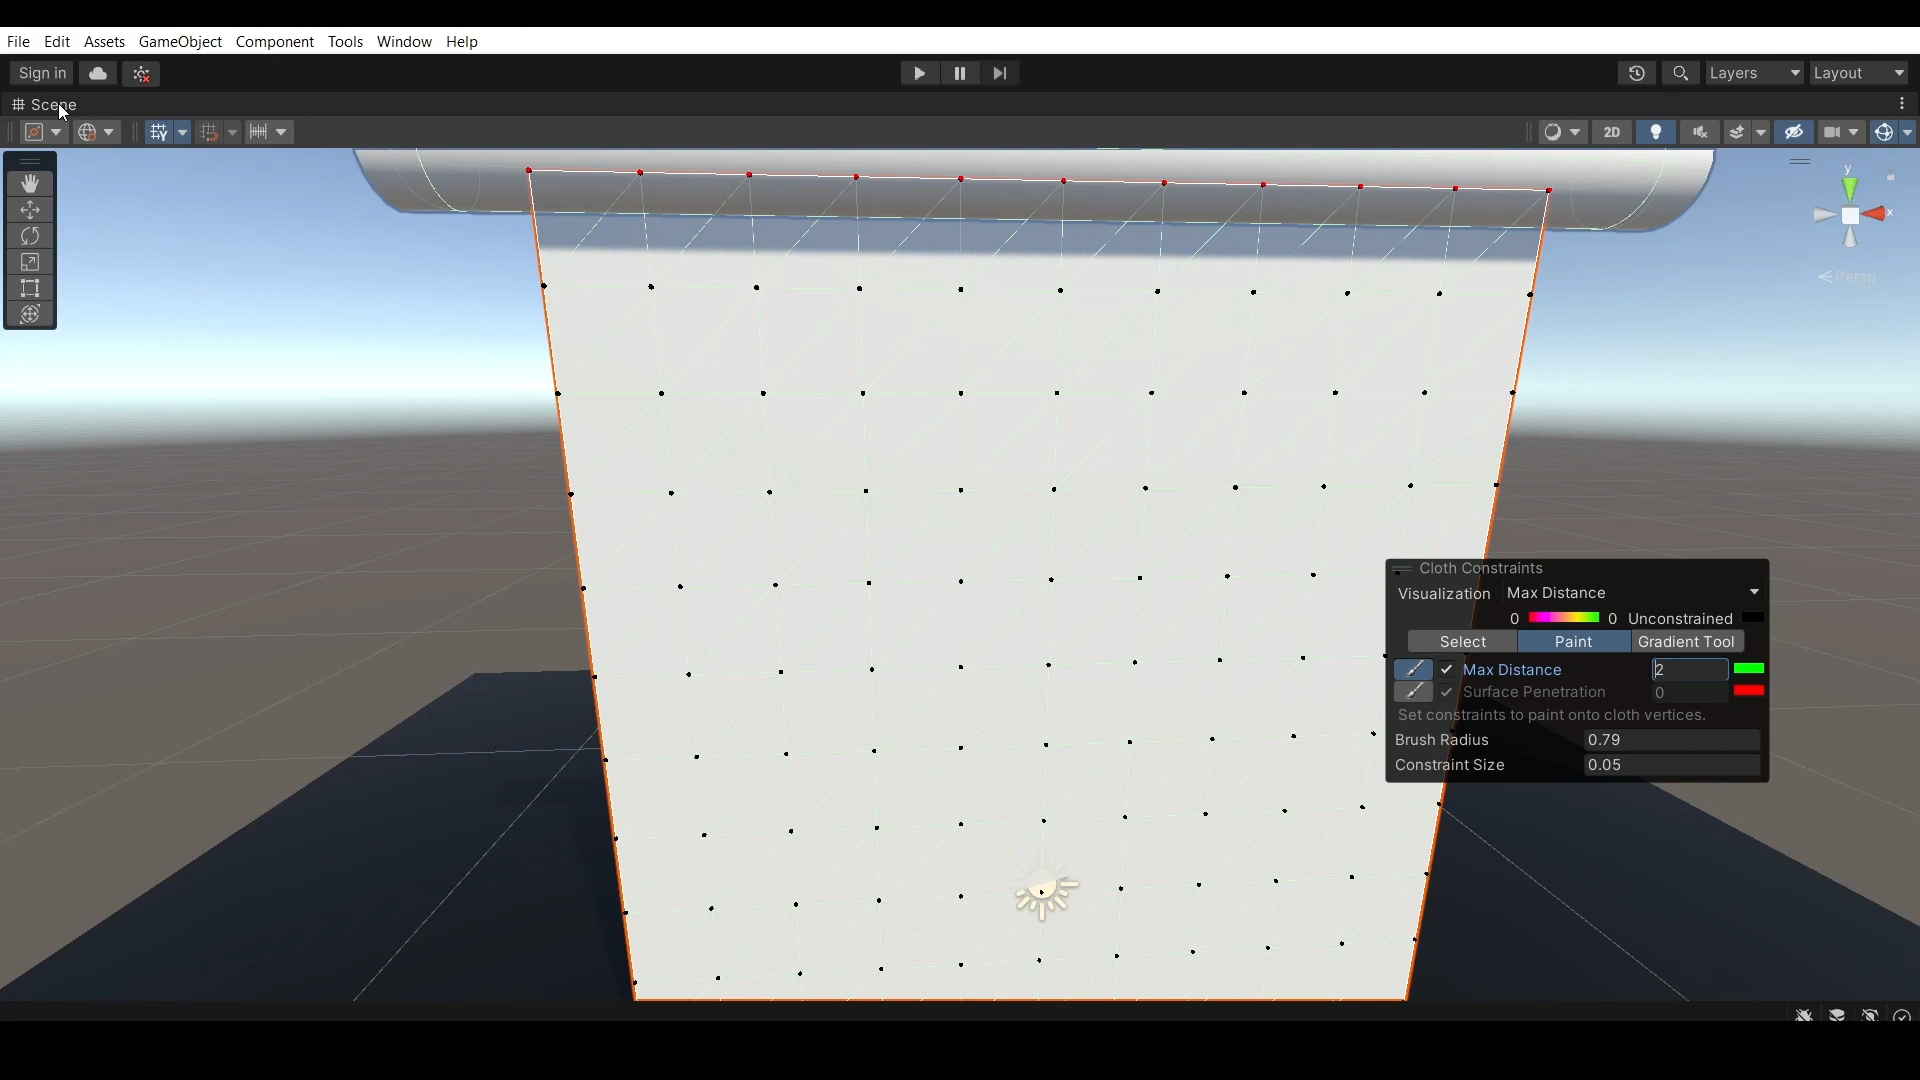 File Edit Assets GameObject Component Tools Window Help
Sign in Layers Layout
Scene
2D
y
x
Persp
Cloth Constraints
Visualization Max Distance
0 0 Unconstrained
Select Paint Gradient Tool
Max Distance 2
Surface Penetration 0
Set constraints to paint onto cloth vertices.
Brush Radius 0.79
Constraint Size 0.05